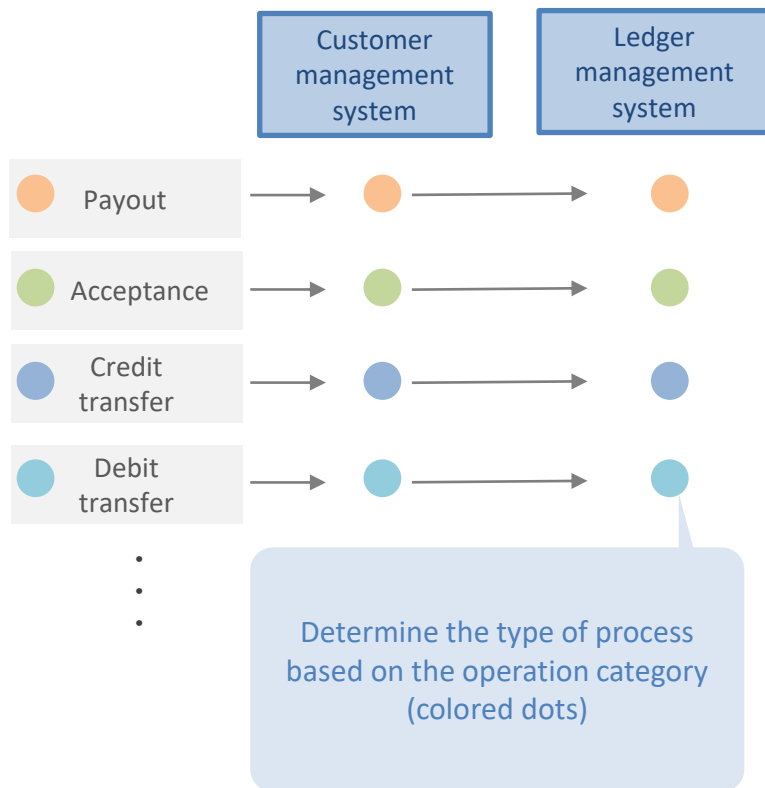 Customer
management
system
Ledger
management
system
Payout
Acceptance
Credit
transfer
Debit
transfer
Determine the type of process
based on the operation category
(colored dots)